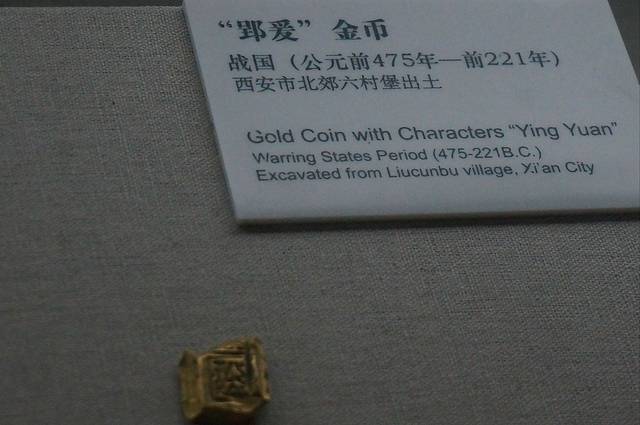 “郢爰” 金币
战国（公元前475年—前221年）
西安市北郊六村堡出土
Gold Coin with Characters “Ying Yuan”
Warring States Period (475-221B.C.)
Excavated from Liucunbu village, Xi'an City